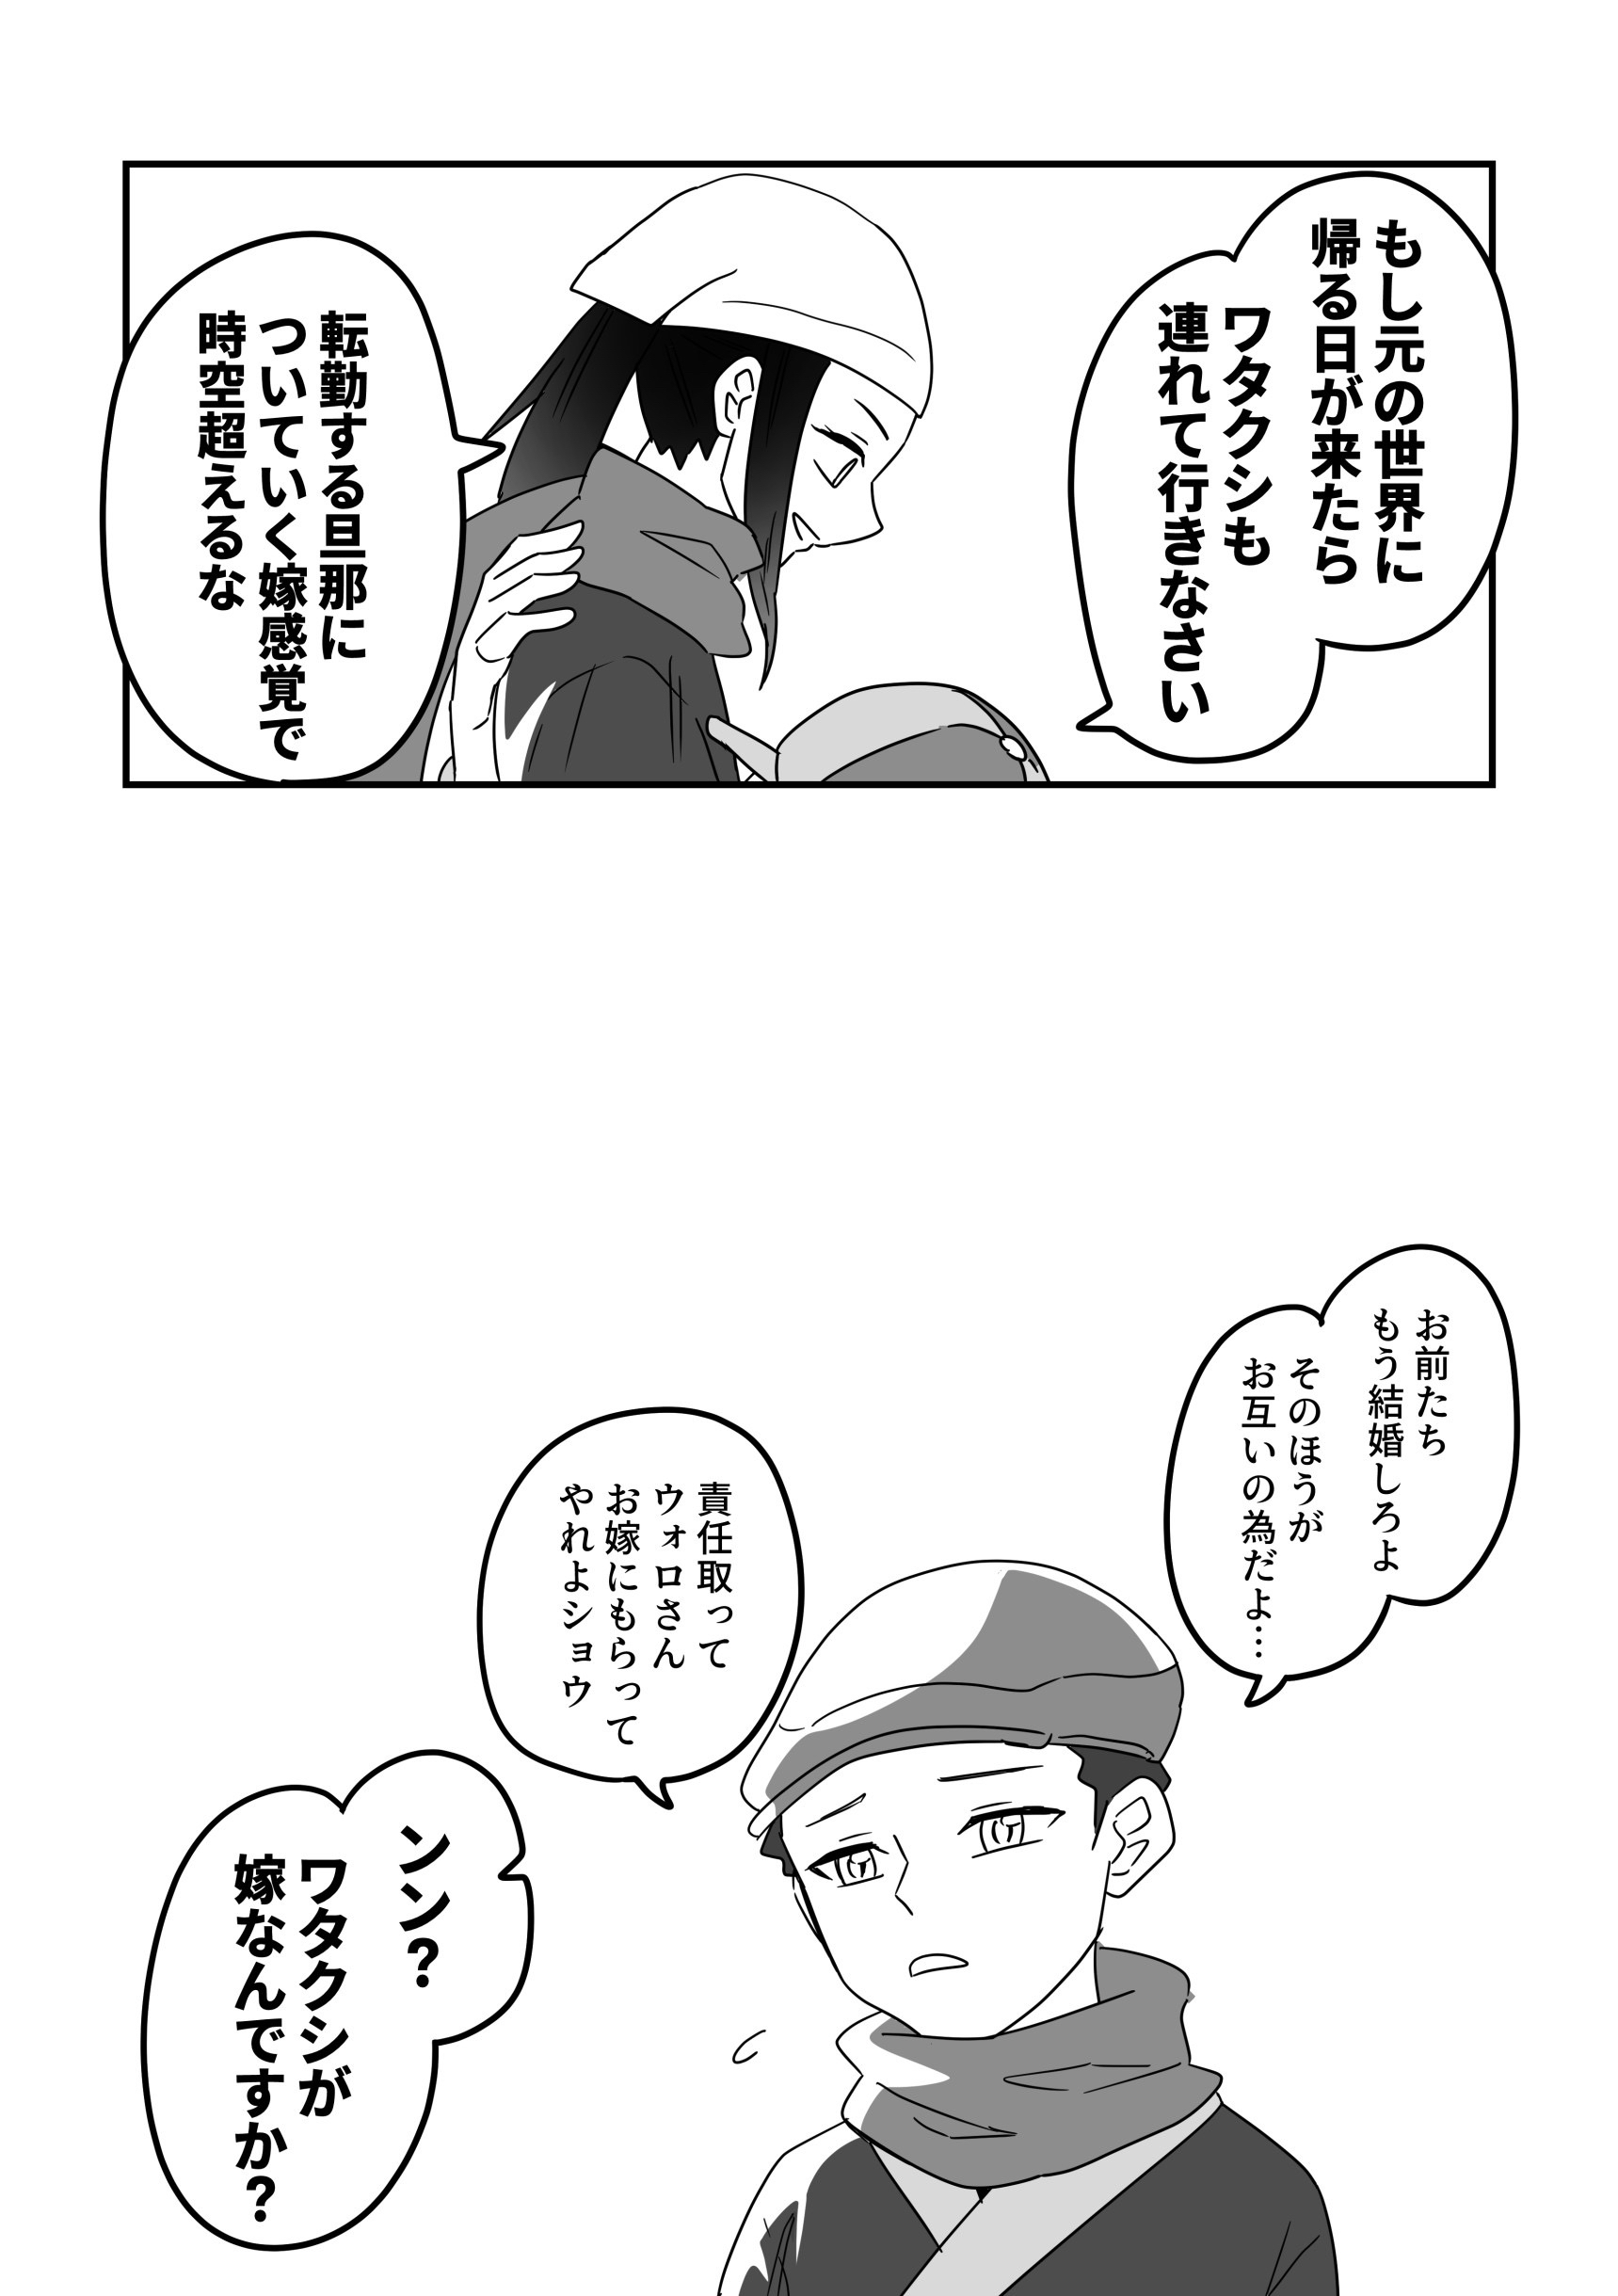 もし元の世界に
帰る日が来たら
ワタクシも
連れて行きなさい
転勤する旦那に
ついていく嫁感覚で
時空超えるな
お前たち
もう結婚しろよ
そのほうが
お互いの為だよ…
責任取って
ウォロさん
お嫁にもらって
やれよショウ
ンン？
ワタクシが
嫁なんですか？